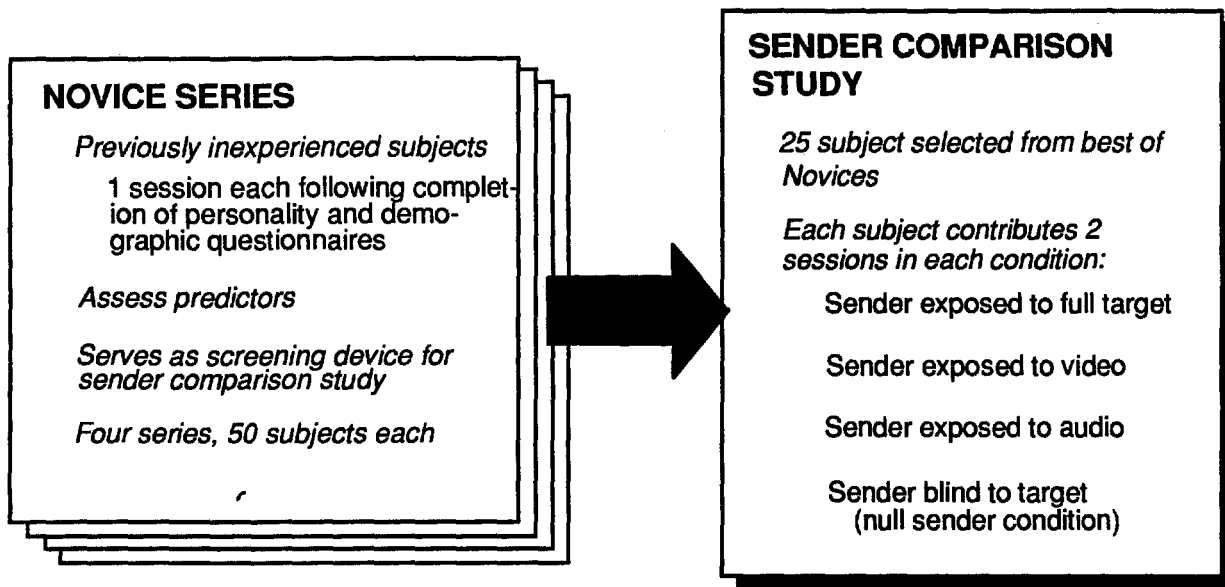 NOVICE SERIES
Previously inexperienced subjects
1 session each following complet-
ion of personality and demo-
graphic questionnaires
Assess predictors
Serves as screening device for
sender comparison study
Four series, 50 subjects each
SENDER COMPARISON
STUDY
25 subject selected from best of
Novices
Each subject contributes 2
sessions in each condition:
Sender exposed to full target
Sender exposed to video
Sender exposed to audio
Sender blind to target
(null sender condition)